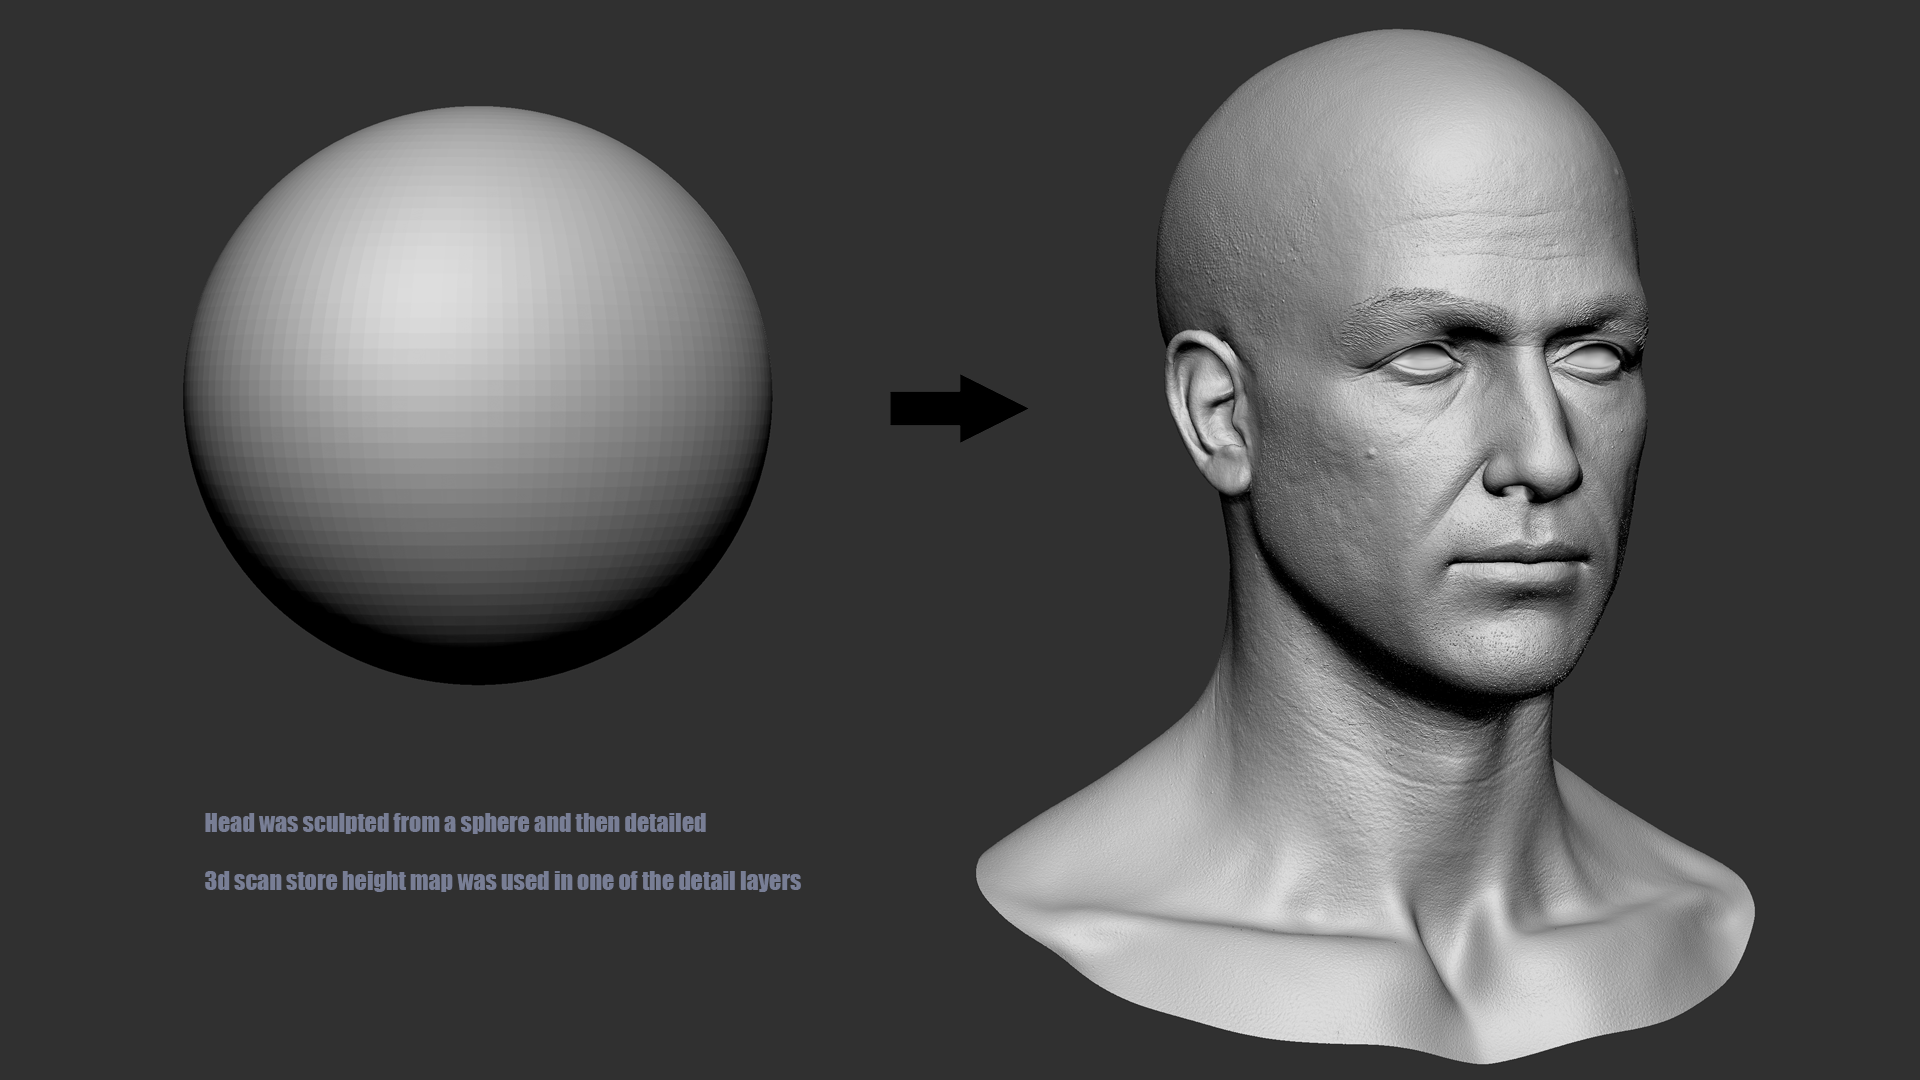 Head was sculpted from a sphere and then detailed
3d scan store height map was used in one of the detail layers